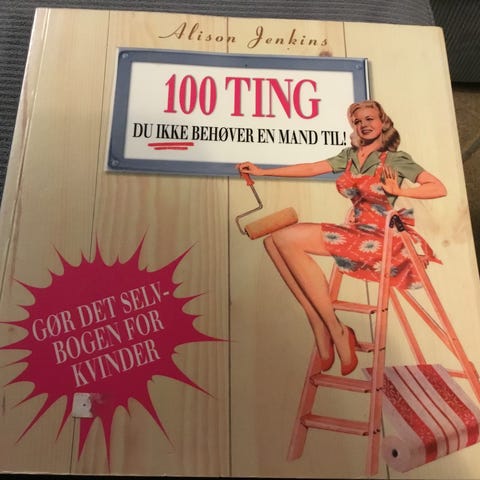 Alison Jenkins
100 TING
DU IKKE BEHØVER EN MAND TIL!
GØR DET SELV-
BOGEN FOR
KVINDER